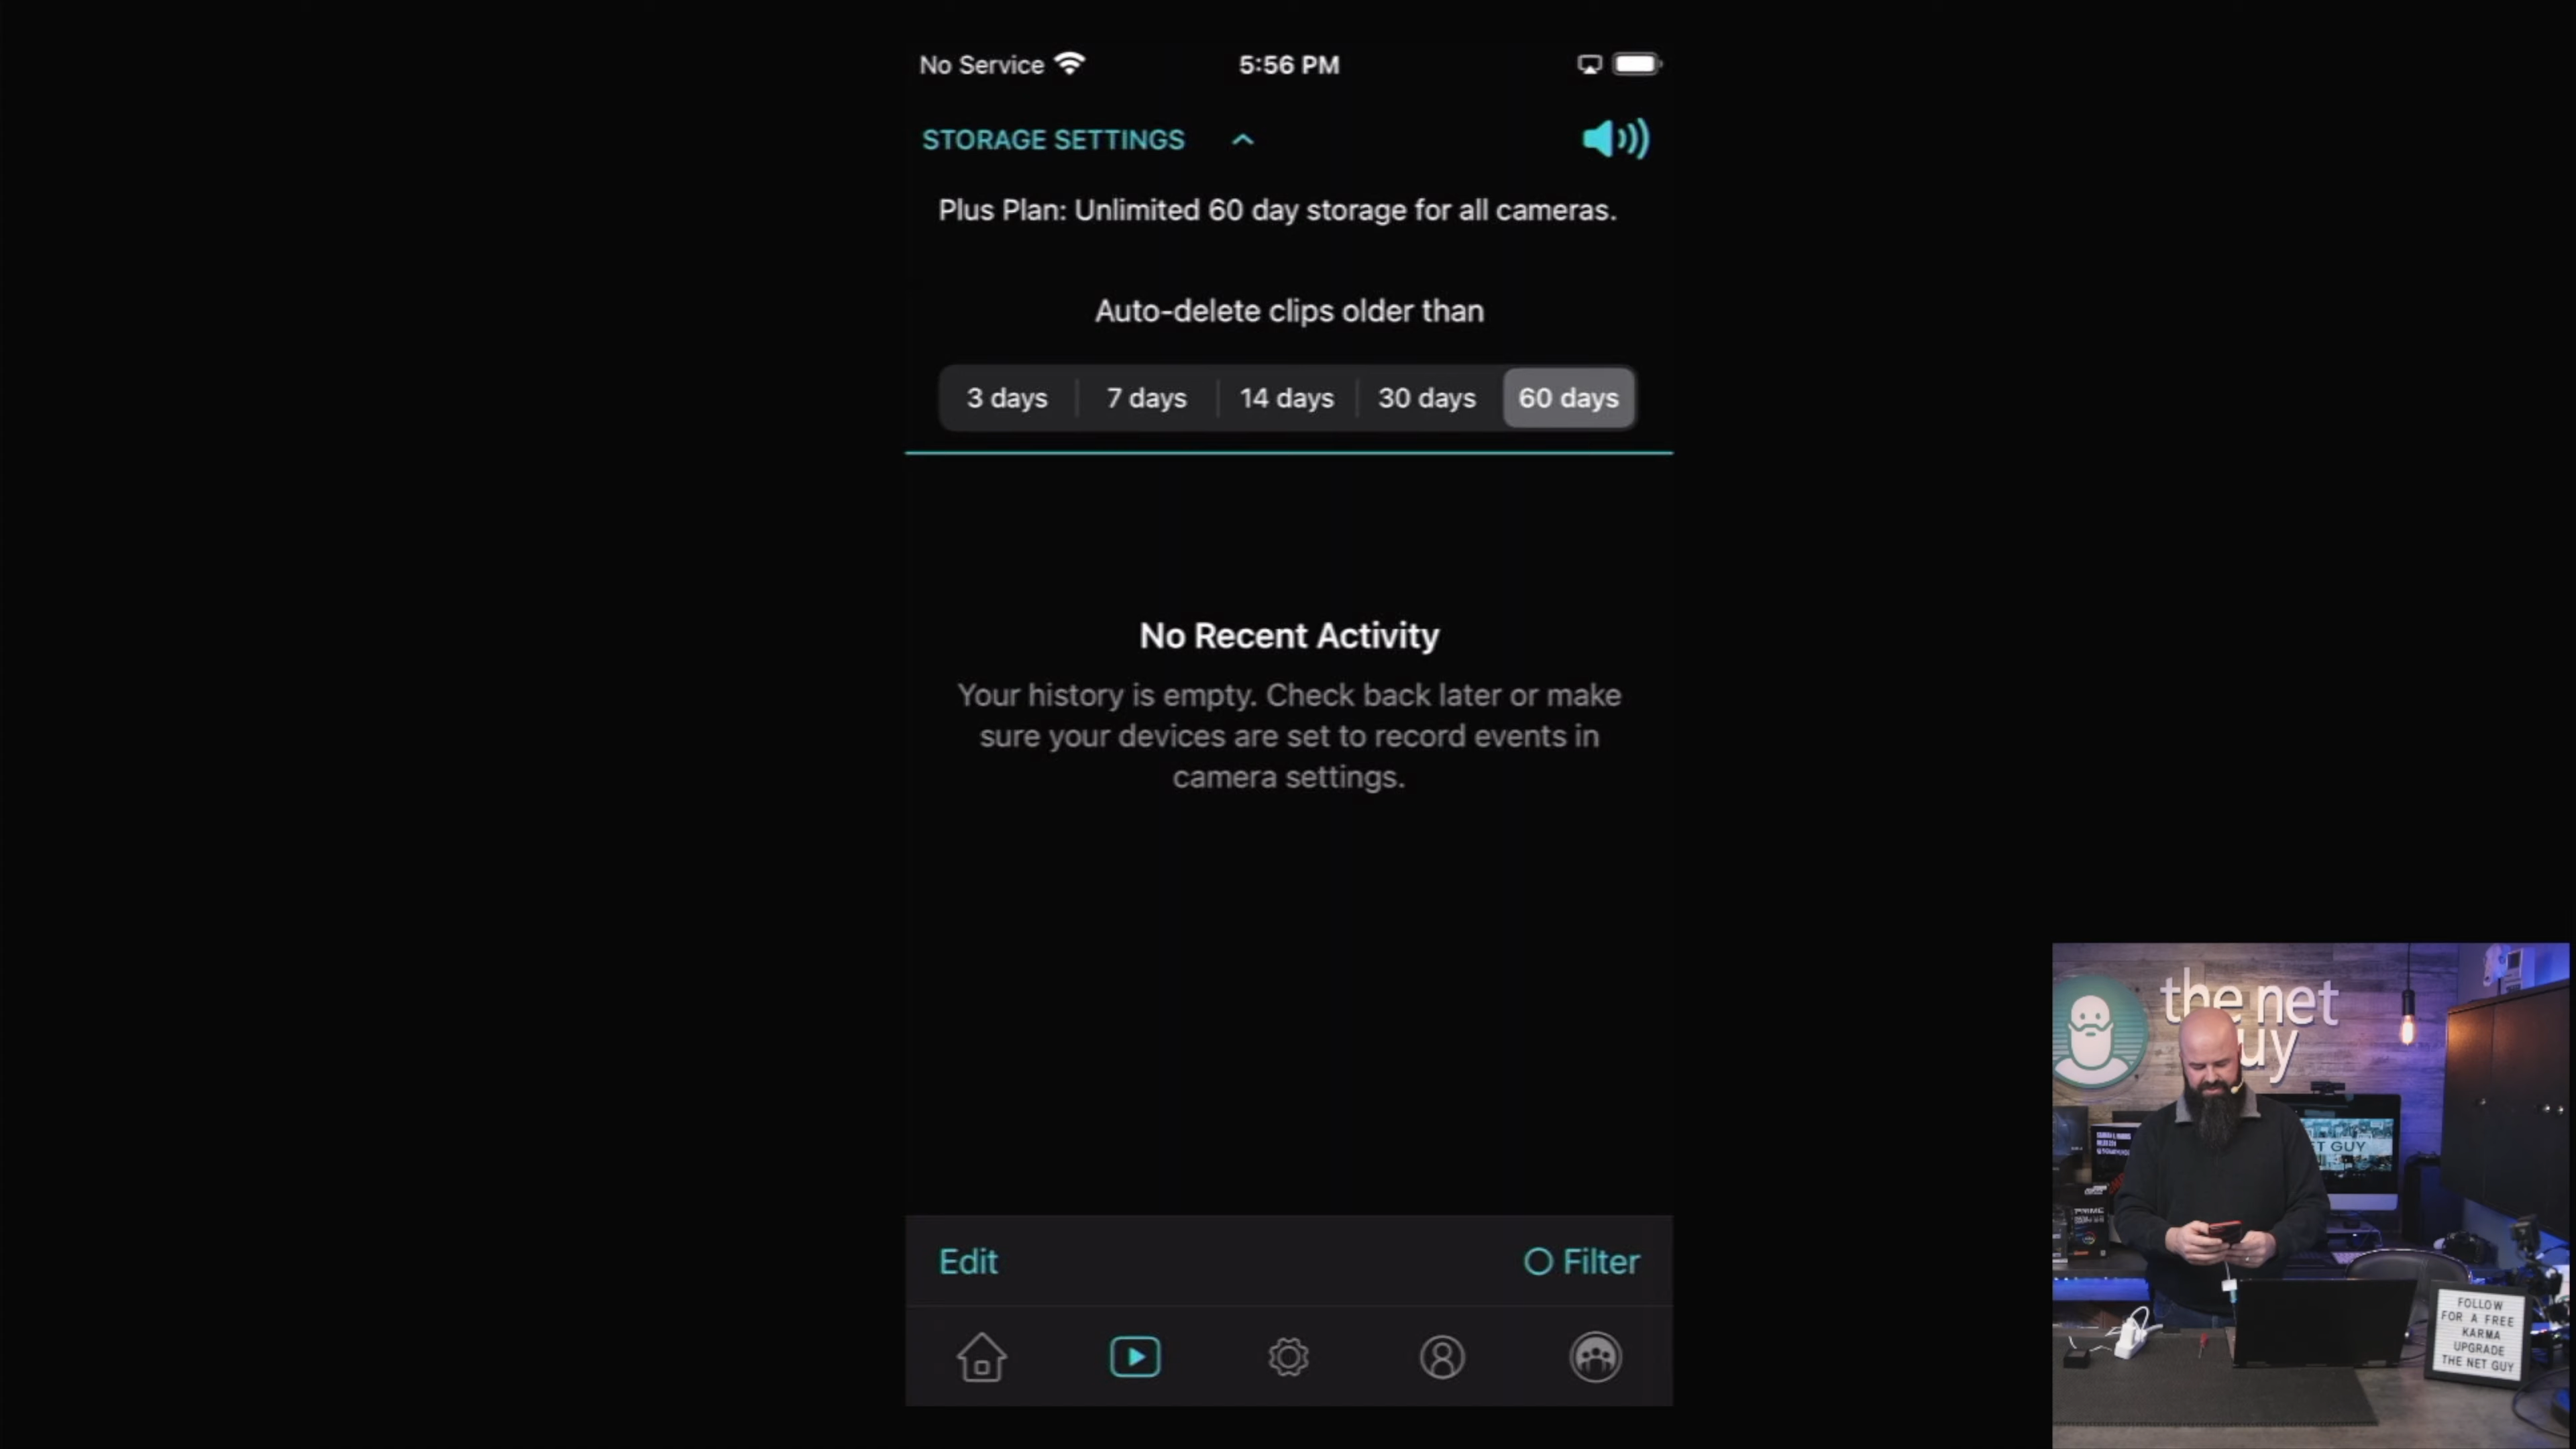 No Service
5:56 PM
STORAGE SETTINGS
Plus Plan: Unlimited 60 day storage for all cameras.
Auto-delete clips older than
3 days
7 days
14 days
30 days
60 days
No Recent Activity
Your history is empty. Check back later or make
sure your devices are set to record events in
camera settings.
Edit
Filter
the net
uy
T GUY
FOLLOW
FOR A FREE
KARMA
UPGRADE
THE NET GUY